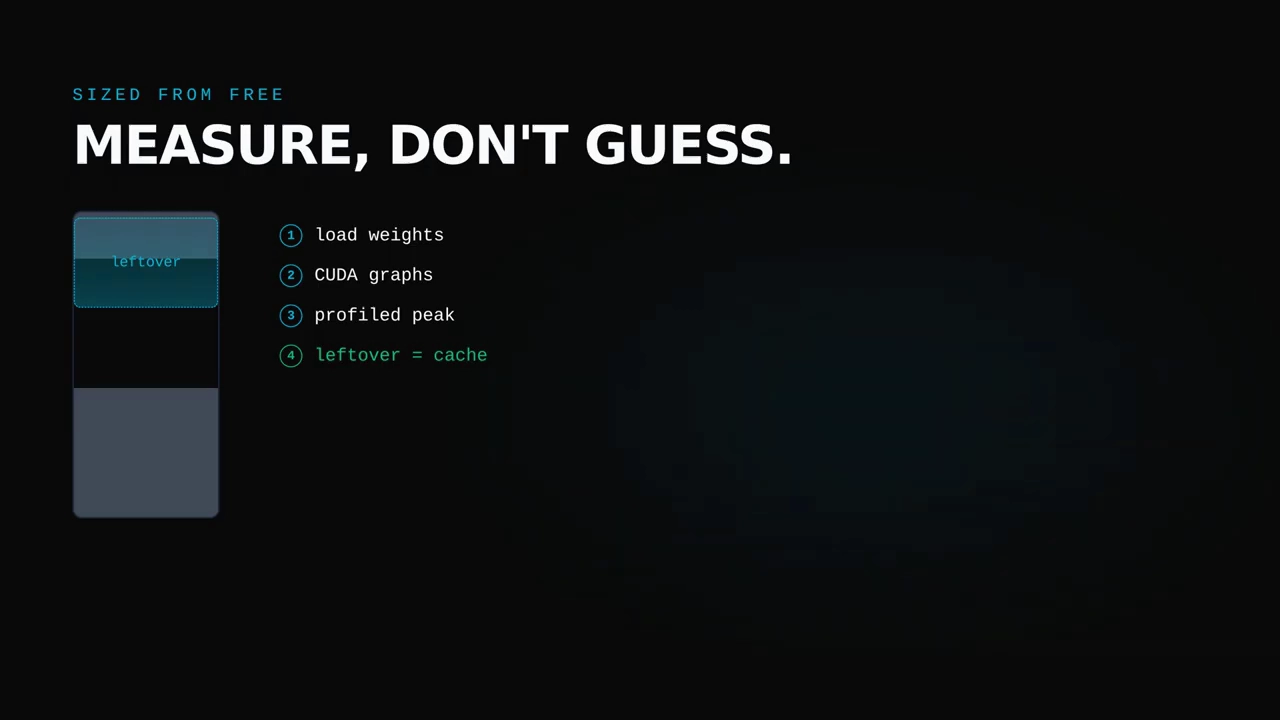 SIZED FROM FREE
MEASURE, DON'T GUESS.
leftover
1 load weights
2 CUDA graphs
3 profiled peak
4 leftover = cache